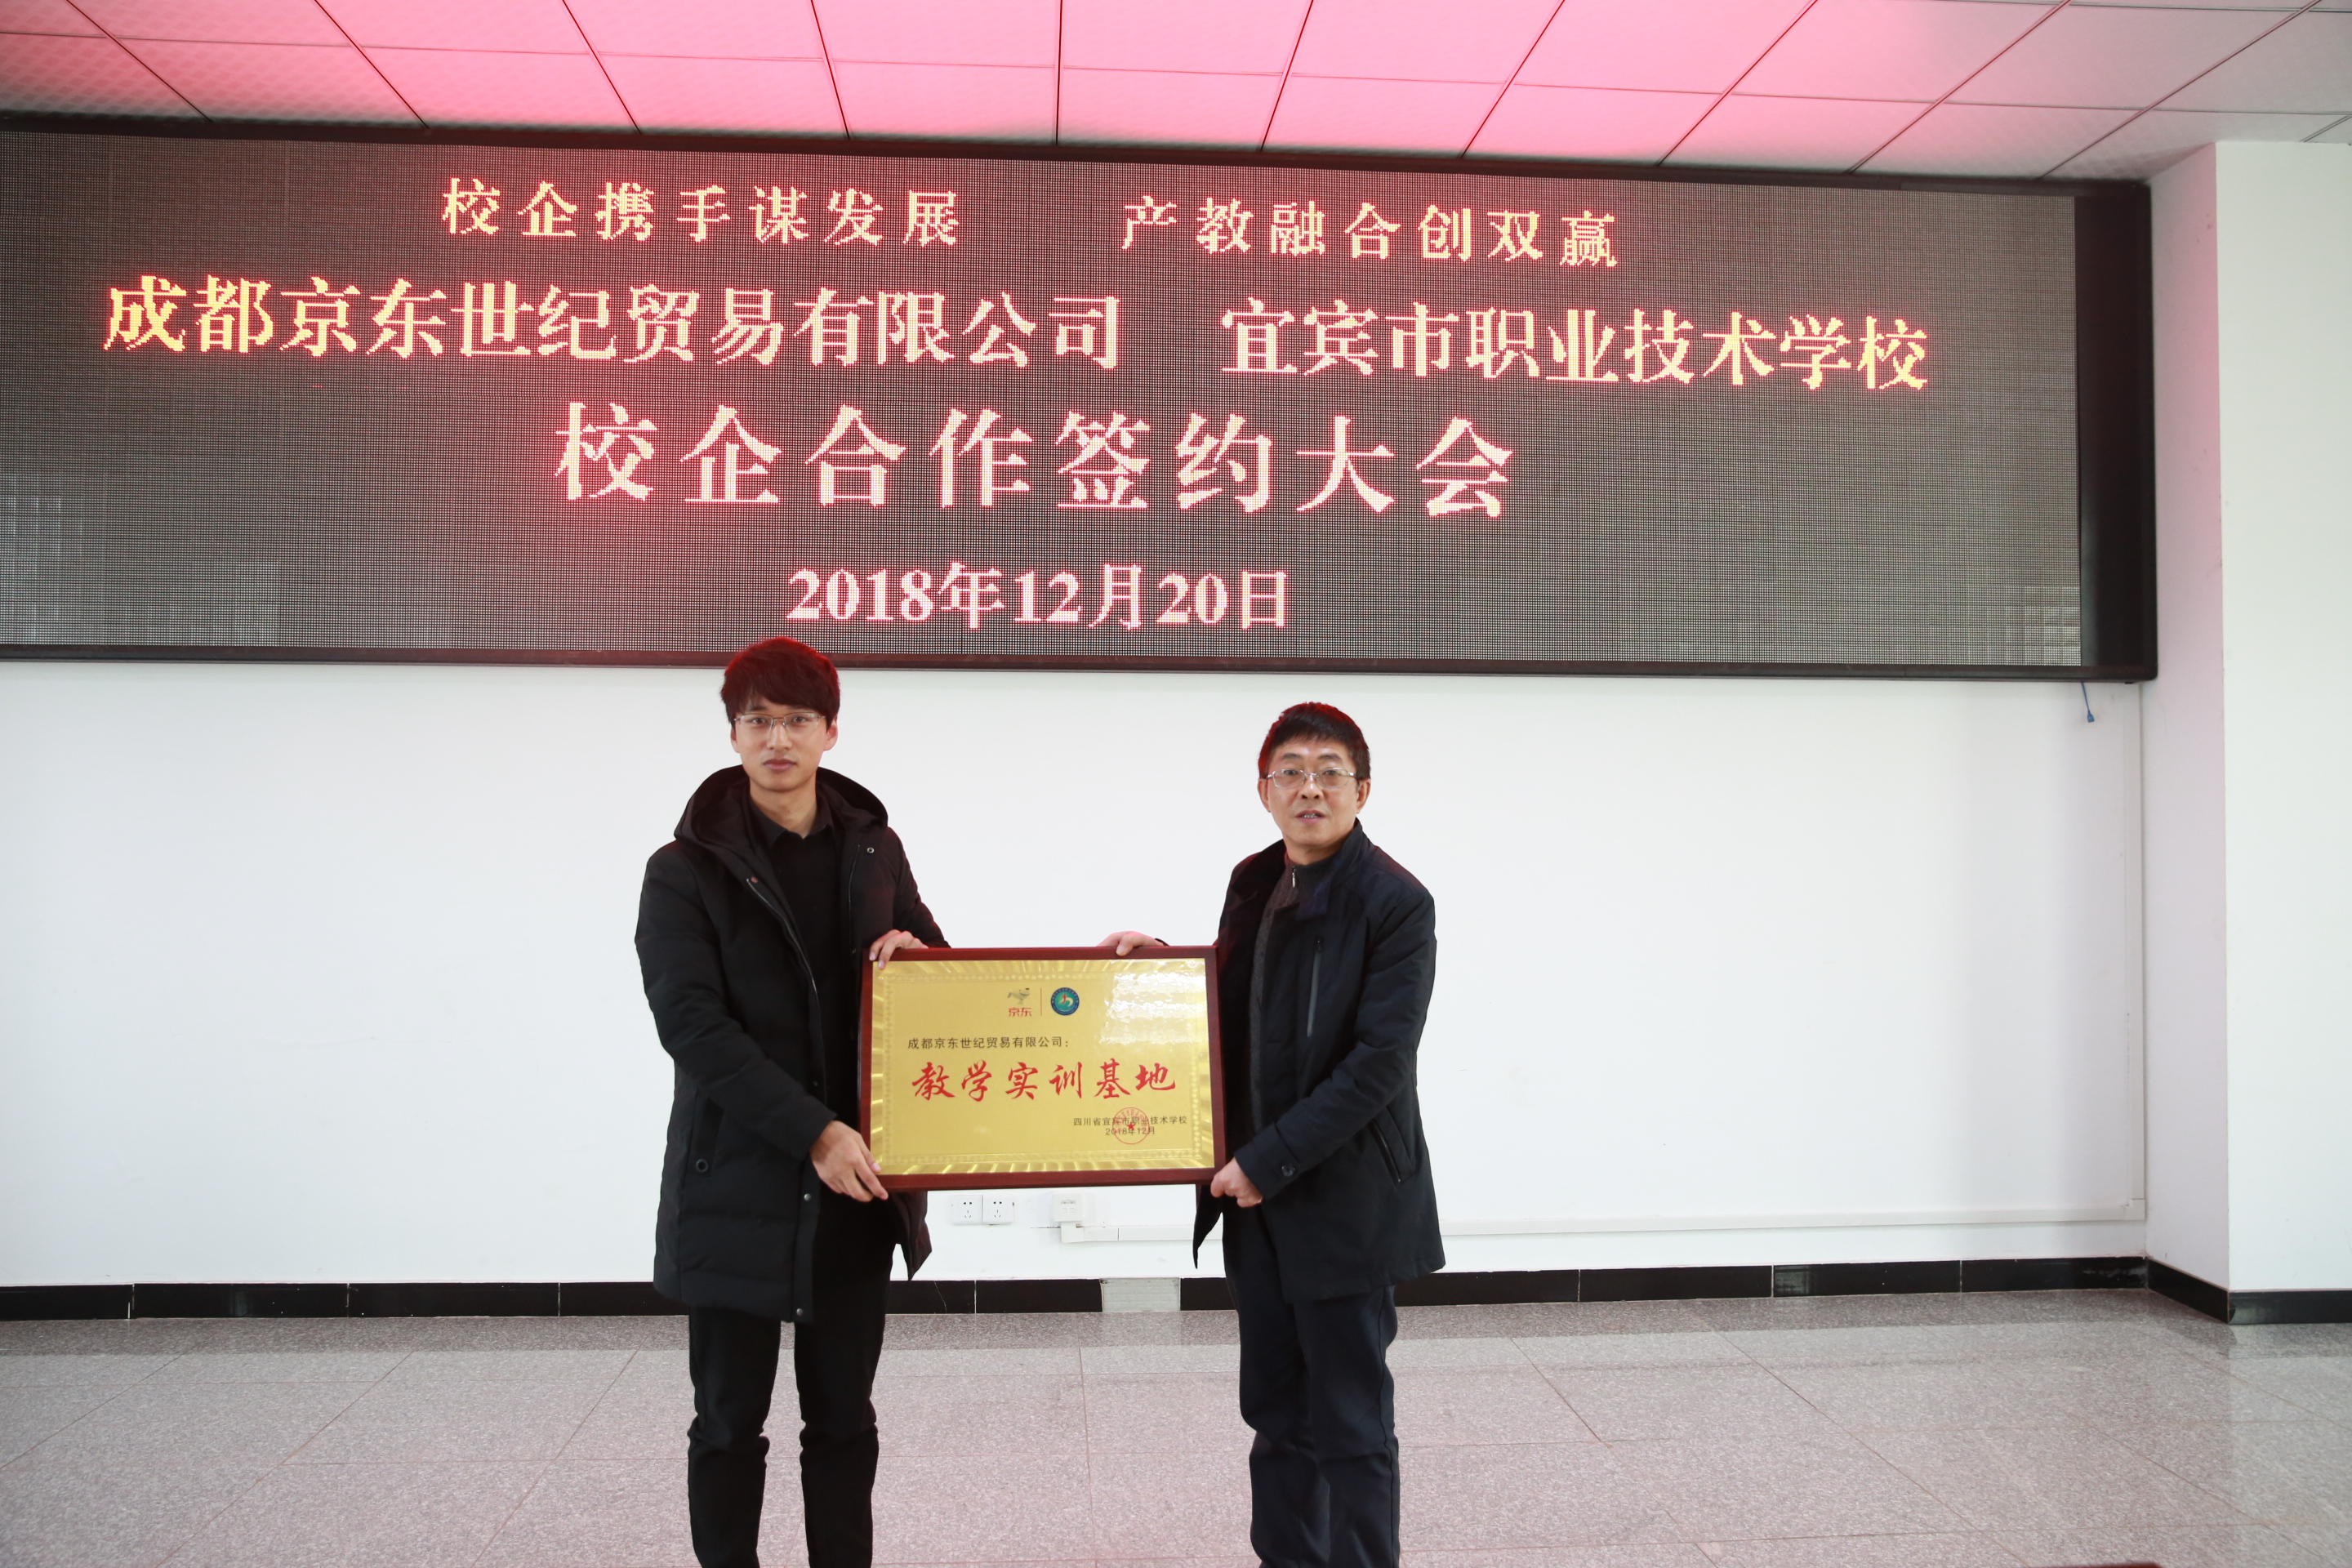 校企携手谋发展 产教融合创双赢
成都京东世纪贸易有限公司 宜宾市职业技术学校
校企合作签约大会
2018年12月20日
京东
成都京东世纪贸易有限公司：
教学实训基地
四川省宜宾市职业技术学校
2018年12月